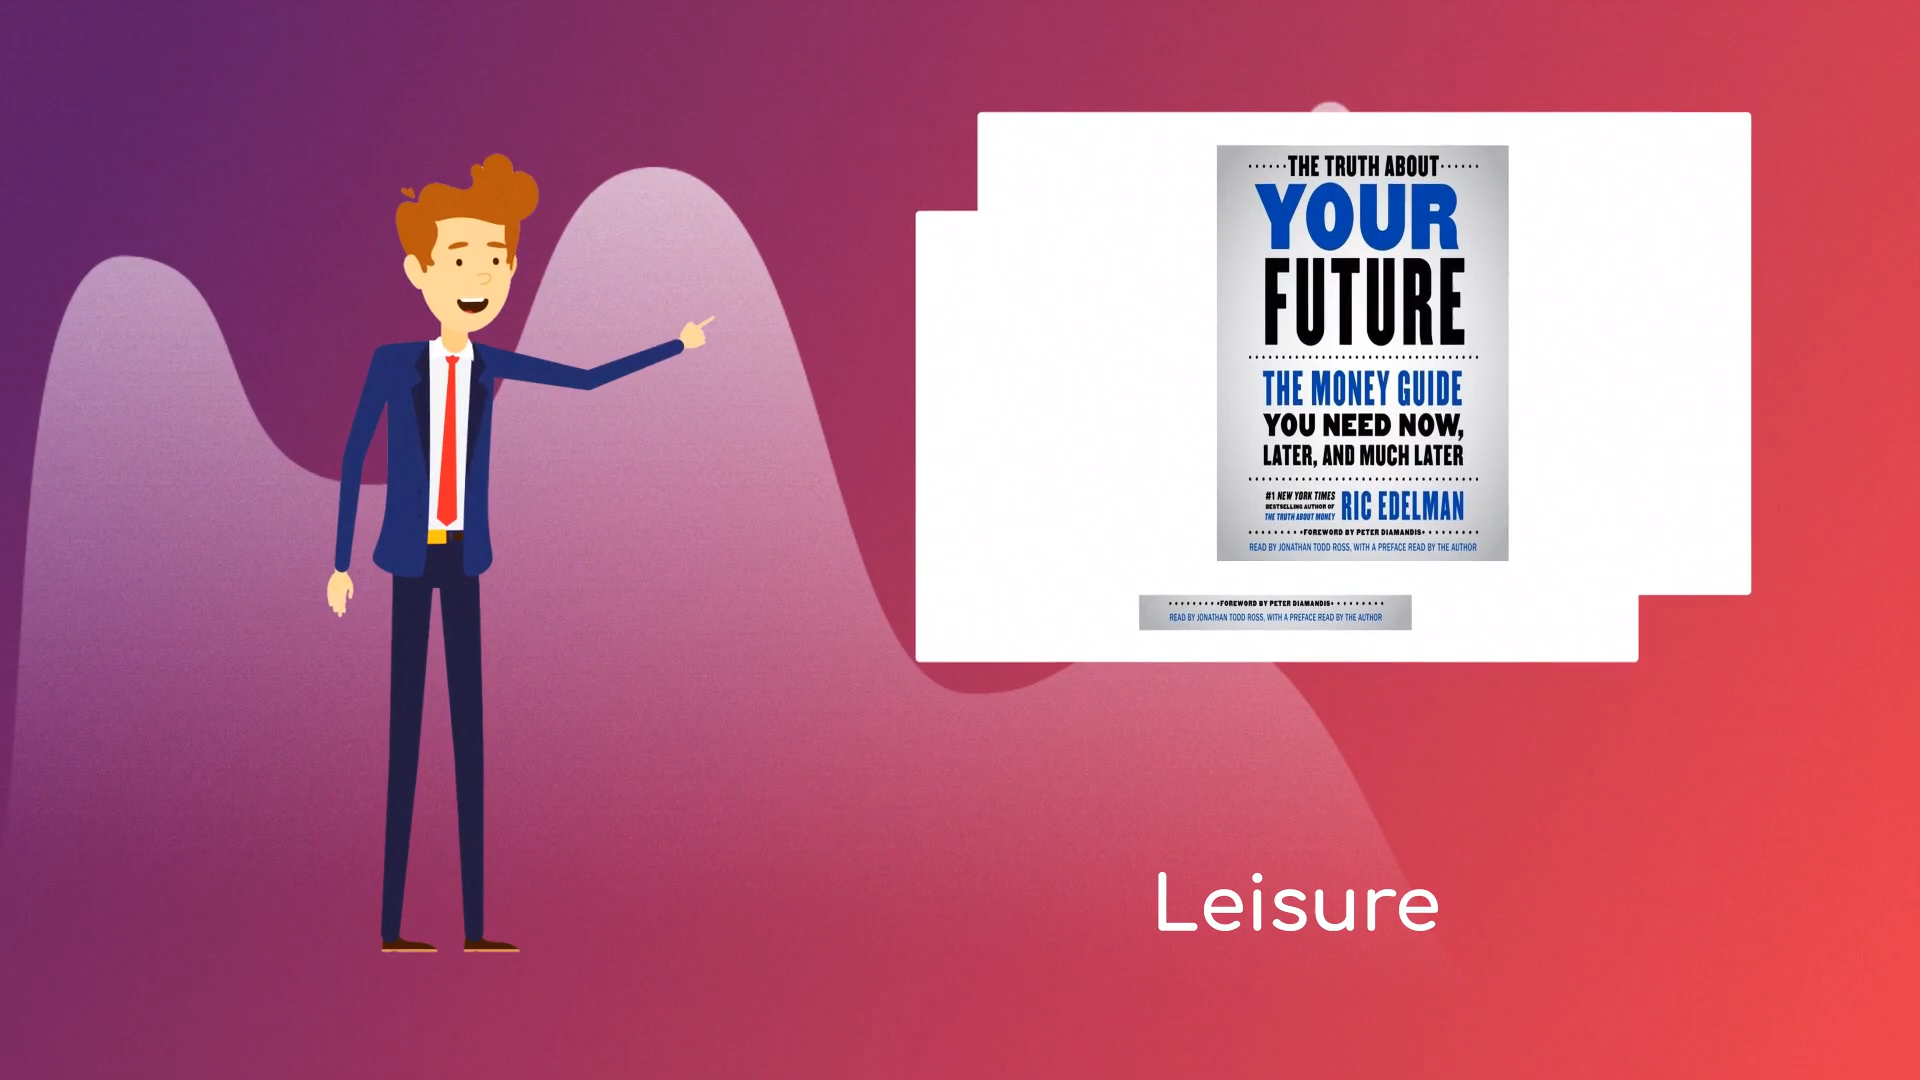 THE TRUTH ABOUT
YOUR
FUTURE
THE MONEY GUIDE
YOU NEED NOW,
LATER, AND MUCH LATER
#1 NEW YORK TIMES
BESTSELLING AUTHOR OF
THE TRUTH ABOUT MONEY
RIC EDELMAN
FOREWORD BY PETER DIAMANDIS
READ BY JONATHAN TODD ROSS, WITH A PREFACE READ BY THE AUTHOR
FOREWORD BY PETER DIAMANDIS
READ BY JONATHAN TODD ROSS, WITH A PREFACE READ BY THE AUTHOR
Leisure